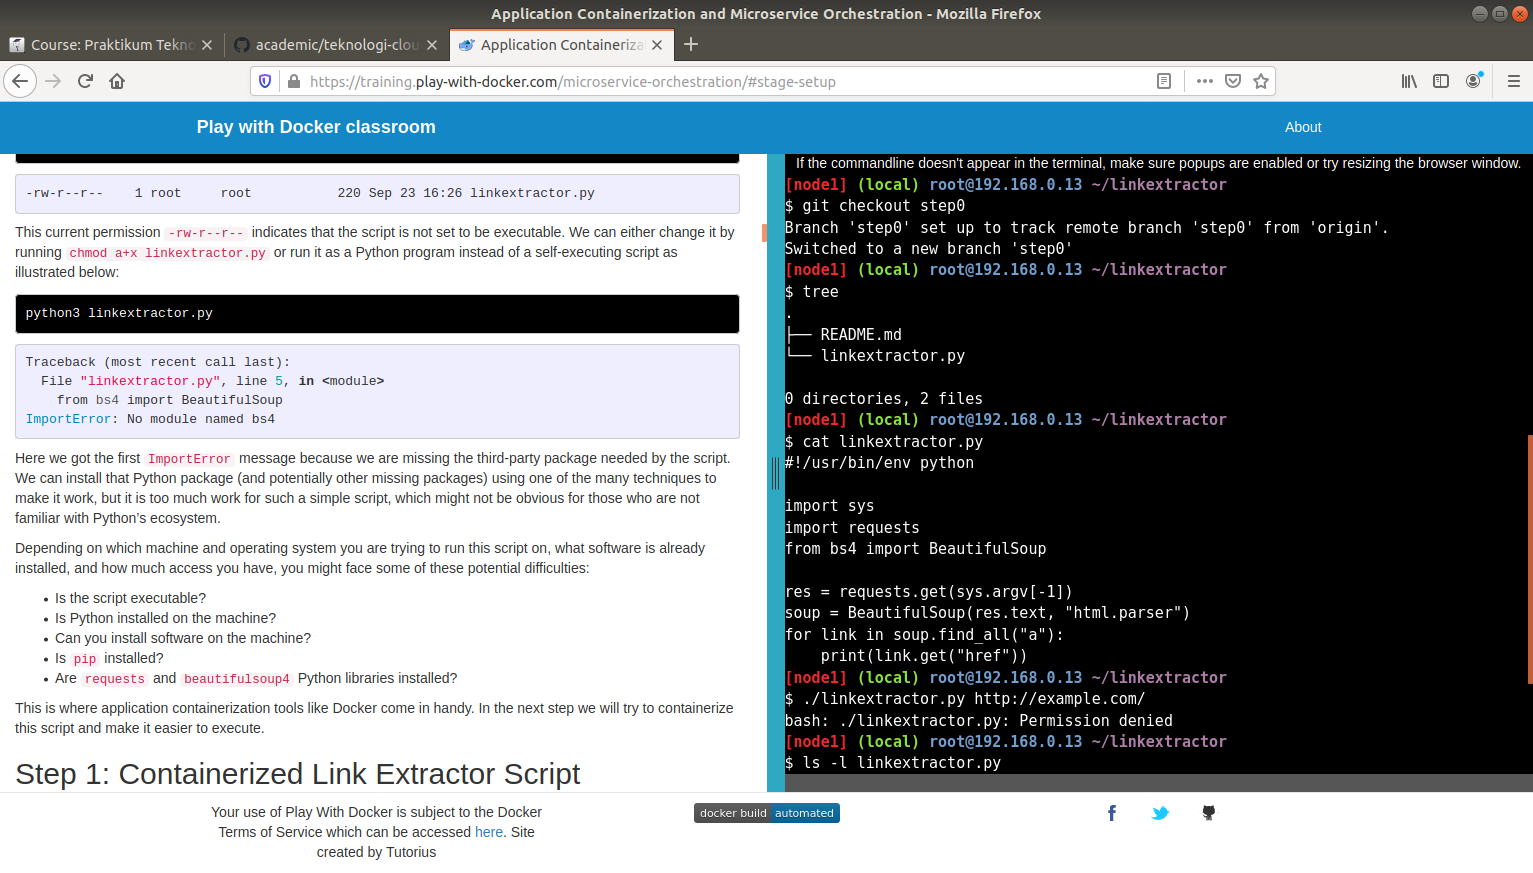 Application Containerization and Microservice Orchestration - Mozilla Firefox
Course: Praktikum Tekno
academic/teknologi-clou
Application Containeriza
https://training.play-with-docker.com/microservice-orchestration/#stage-setup
Play with Docker classroom
About
-rw-r--r-- 1 root root 220 Sep 23 16:26 linkextractor.py
This current permission -rw-r--r-- indicates that the script is not set to be executable. We can either change it by
running chmod a+x linkextractor.py or run it as a Python program instead of a self-executing script as
illustrated below:
python3 linkextractor.py
Traceback (most recent call last):
  File "linkextractor.py", line 5, in <module>
    from bs4 import BeautifulSoup
ImportError: No module named bs4
Here we got the first ImportError message because we are missing the third-party package needed by the script.
We can install that Python package (and potentially other missing packages) using one of the many techniques to
make it work, but it is too much work for such a simple script, which might not be obvious for those who are not
familiar with Python's ecosystem.
Depending on which machine and operating system you are trying to run this script on, what software is already
installed, and how much access you have, you might face some of these potential difficulties:
• Is the script executable?
• Is Python installed on the machine?
• Can you install software on the machine?
• Is pip installed?
• Are requests and beautifulsoup4 Python libraries installed?
This is where application containerization tools like Docker come in handy. In the next step we will try to containerize
this script and make it easier to execute.
Step 1: Containerized Link Extractor Script
If the commandline doesn't appear in the terminal, make sure popups are enabled or try resizing the browser window.
[node1] (local) root@192.168.0.13 ~/linkextractor
$ git checkout step0
Branch 'step0' set up to track remote branch 'step0' from 'origin'.
Switched to a new branch 'step0'
[node1] (local) root@192.168.0.13 ~/linkextractor
$ tree
.
├── README.md
└── linkextractor.py
0 directories, 2 files
[node1] (local) root@192.168.0.13 ~/linkextractor
$ cat linkextractor.py
#!/usr/bin/env python
import sys
import requests
from bs4 import BeautifulSoup
res = requests.get(sys.argv[-1])
soup = BeautifulSoup(res.text, "html.parser")
for link in soup.find_all("a"):
    print(link.get("href"))
[node1] (local) root@192.168.0.13 ~/linkextractor
$ ./linkextractor.py http://example.com/
bash: ./linkextractor.py: Permission denied
[node1] (local) root@192.168.0.13 ~/linkextractor
$ ls -l linkextractor.py
Your use of Play With Docker is subject to the Docker
Terms of Service which can be accessed here. Site
created by Tutorius
docker build automated